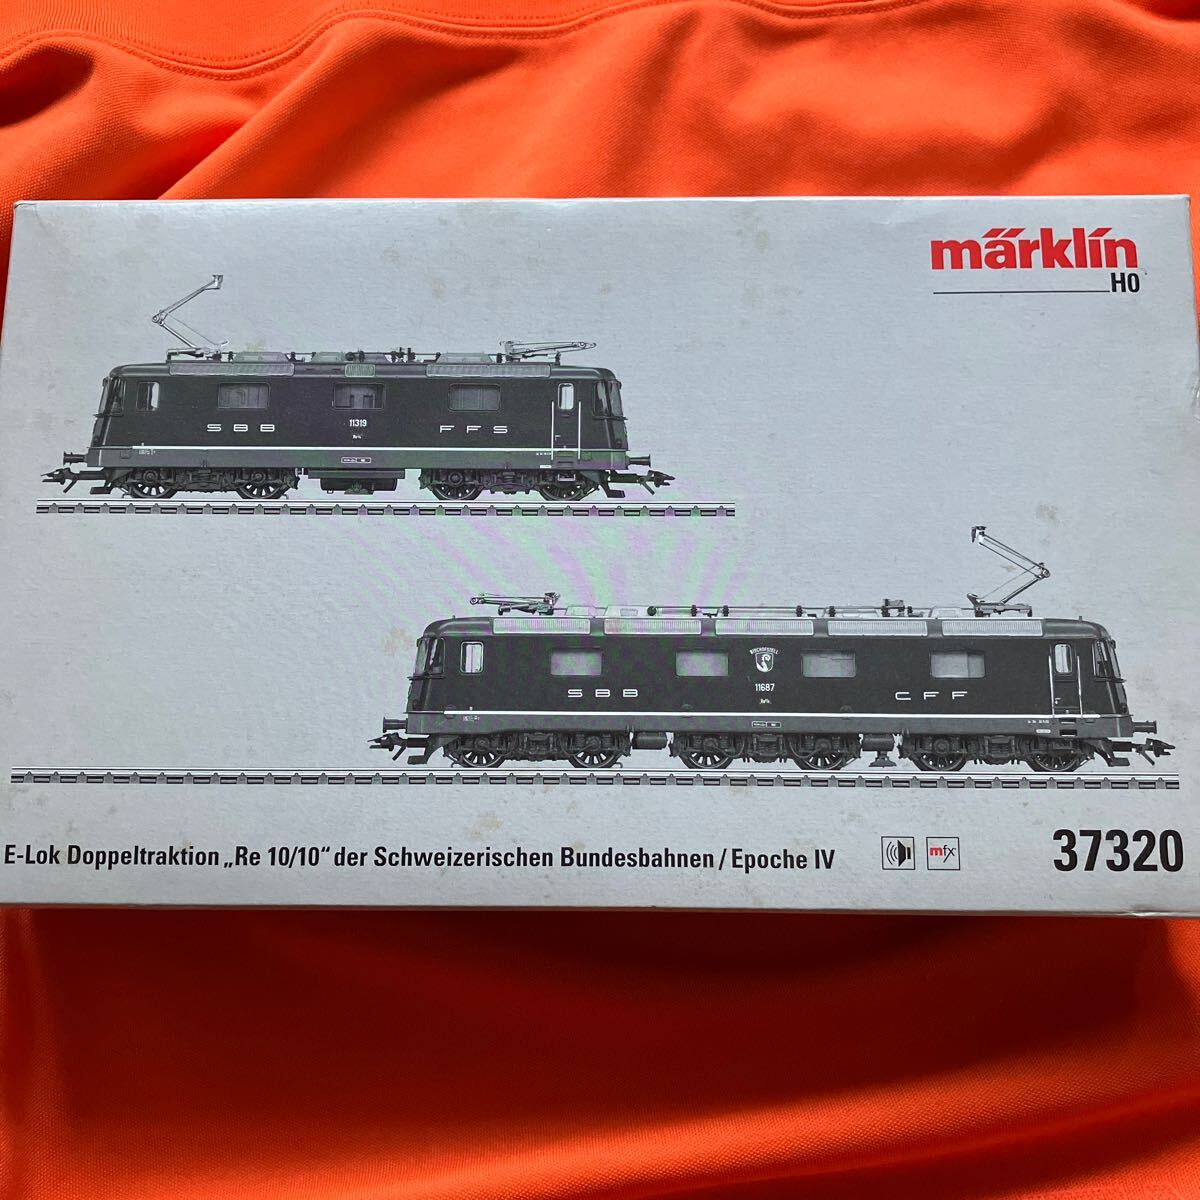 märklin
H0
11319
SBB FFS
BISCHOFSZELL
11687
SBB CFF
E-Lok Doppeltraktion „Re 10/10“ der Schweizerischen Bundesbahnen / Epoche IV
mfx
37320